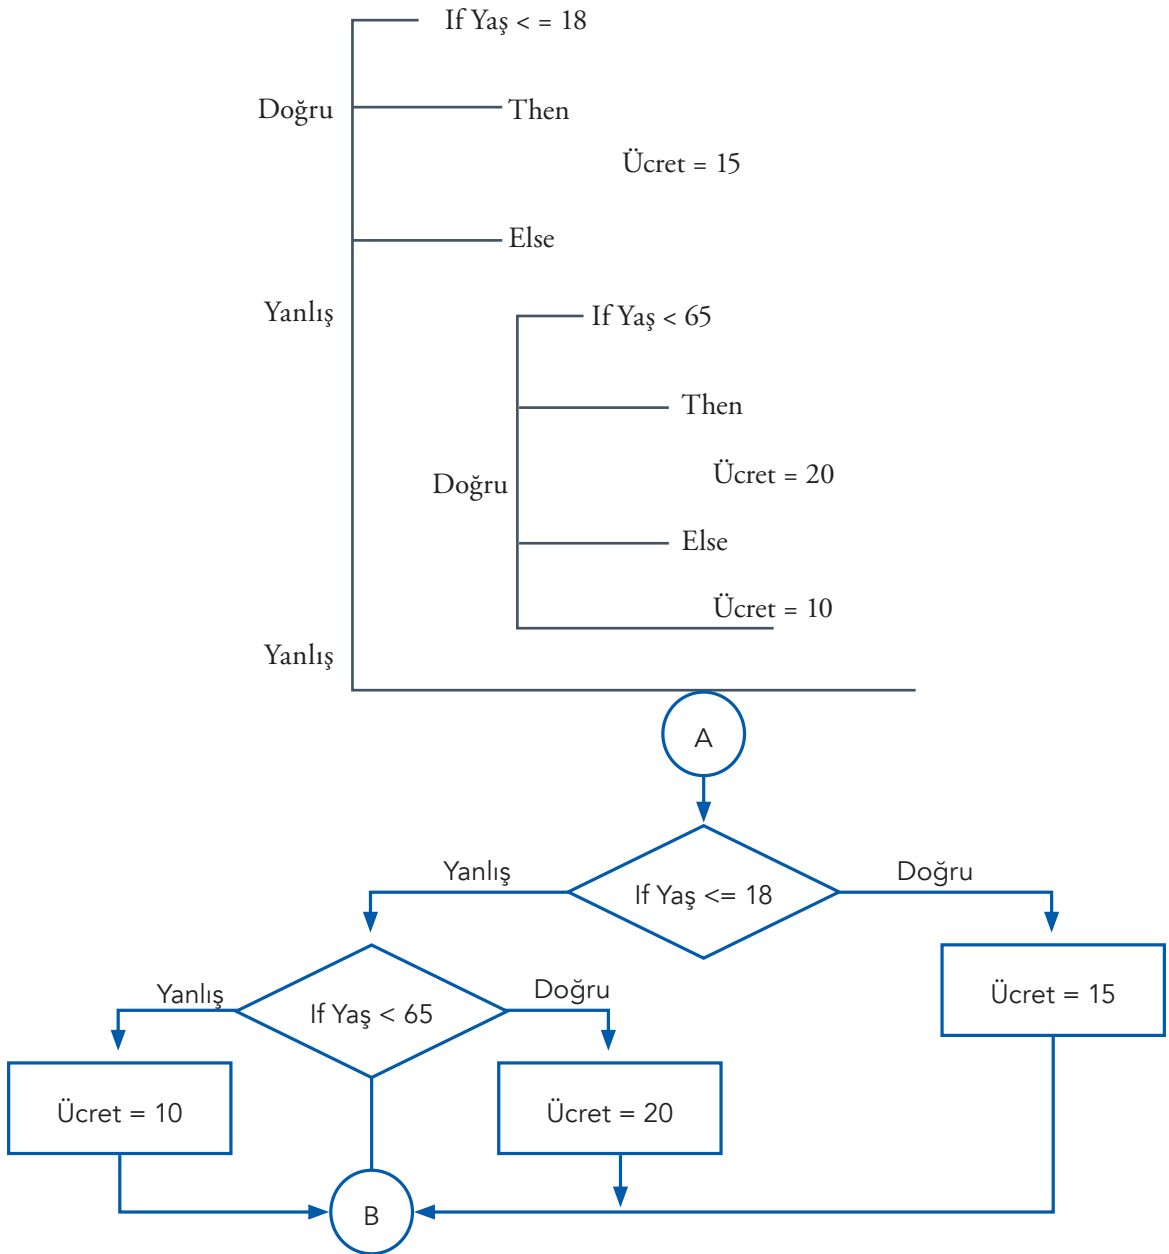 If Yaş < = 18
Doğru
Then
Ücret = 15
Else
Yanlış
If Yaş < 65
Then
Doğru
Ücret = 20
Else
Ücret = 10
Yanlış
A
Yanlış
Doğru
If Yaş <= 18
Yanlış
Doğru
If Yaş < 65
Ücret = 15
Ücret = 10
Ücret = 20
B